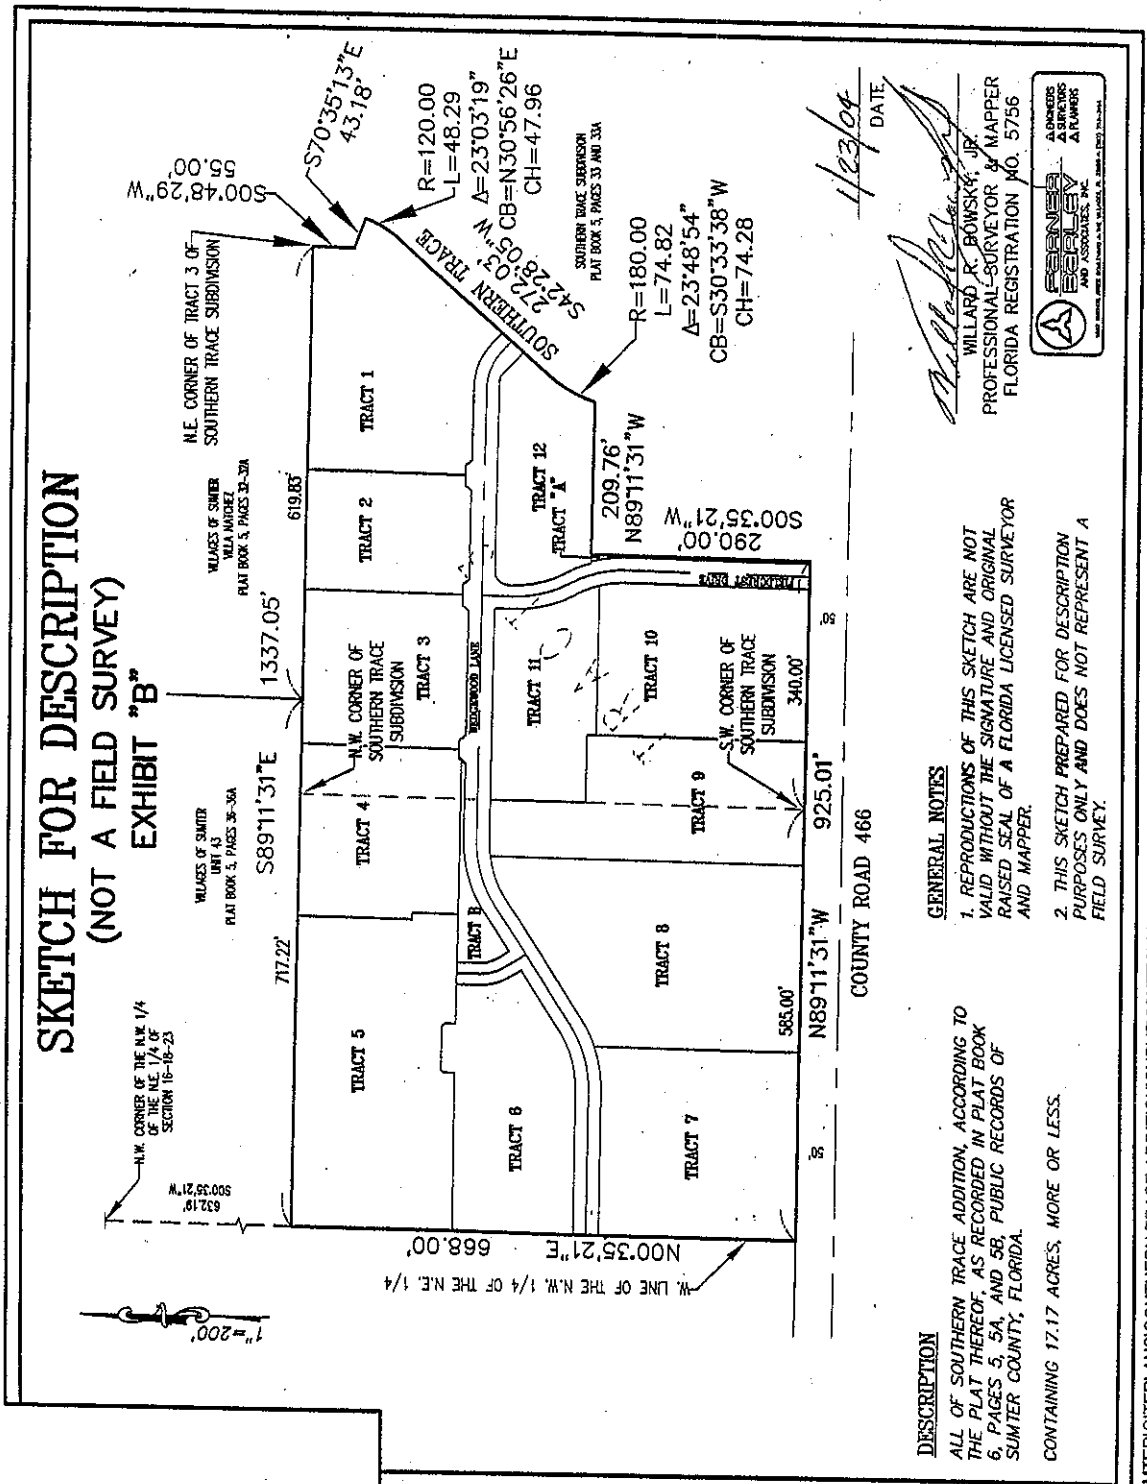 SKETCH FOR DESCRIPTION
(NOT A FIELD SURVEY)
EXHIBIT "B"
N.W. CORNER OF THE N.W. 1/4
OF THE N.E. 1/4 OF
SECTION 16-18-23
632.19'
S00°35'21"W
VILLAGES OF SUMTER
UNIT 43
PLAT BOOK 5, PAGES 36-36A
VILLAGES OF SUMTER
VILLA NATCHEZ
PLAT BOOK 5, PAGES 32-32A
N.E. CORNER OF TRACT 3 OF
SOUTHERN TRACE SUBDIVISION
S00°48'29"W
55.00'
S70°35'13"E
43.18'
717.22'
S89°11'31"E
1337.05'
619.83'
R=120.00
L=48.29
Δ=23°03'19"
CB=N30°56'26"E
CH=47.96
SOUTHERN TRACE
272.03'
S42°28'05"W
SOUTHERN TRACE SUBDIVISION
PLAT BOOK 5, PAGES 33 AND 33A
R=180.00
L=74.82
Δ=23°48'54"
CB=S30°33'38"W
CH=74.28
1"=200'
W. LINE OF THE N.W. 1/4 OF THE N.E. 1/4
N00°35'21"E
668.00'
TRACT 5
TRACT 4
N.W. CORNER OF
SOUTHERN TRACE
SUBDIVISION
TRACT 3
TRACT 2
TRACT 1
TRACT B
WEDGEWOOD LANE
TRACT 6
TRACT 12
TRACT "A"
TRACT 11
TRACT 3
TRACT 10
TRACT 9
TRACT 8
TRACT 7
FIELDCREST DRIVE
209.76'
N89°11'31"W
290.00'
S00°35'21"W
S.W. CORNER OF
SOUTHERN TRACE
SUBDIVISION
585.00'
340.00'
50'
50'
N89°11'31"W
925.01'
COUNTY ROAD 466
DESCRIPTION
ALL OF SOUTHERN TRACE ADDITION, ACCORDING TO
THE PLAT THEREOF, AS RECORDED IN PLAT BOOK
6, PAGES 5, 5A, AND 5B, PUBLIC RECORDS OF
SUMTER COUNTY, FLORIDA.
CONTAINING 17.17 ACRES, MORE OR LESS.
GENERAL NOTES
1. REPRODUCTIONS OF THIS SKETCH ARE NOT
VALID WITHOUT THE SIGNATURE AND ORIGINAL
RAISED SEAL OF A FLORIDA LICENSED SURVEYOR
AND MAPPER.
2. THIS SKETCH PREPARED FOR DESCRIPTION
PURPOSES ONLY AND DOES NOT REPRESENT A
FIELD SURVEY.
1/23/04
DATE
WILLARD R. BOWSKY, JR.
PROFESSIONAL SURVEYOR & MAPPER
FLORIDA REGISTRATION NO. 5756
FARNER
BARLEY
AND ASSOCIATES, INC.
ENGINEERS
SURVEYORS
PLANNERS